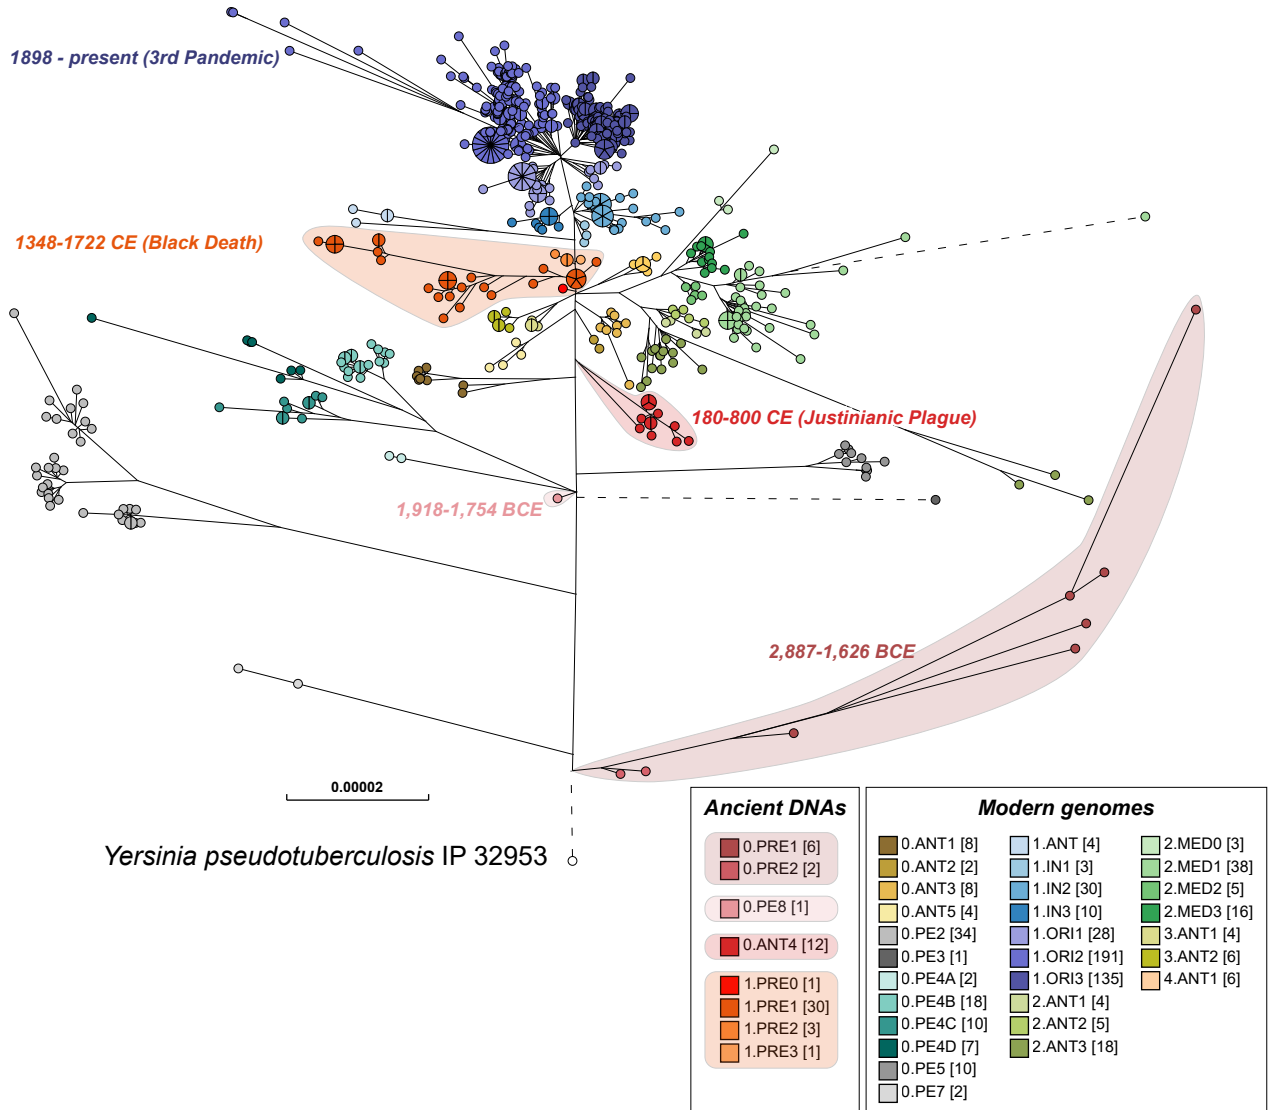 1898 - present (3rd Pandemic)
1348-1722 CE (Black Death)
180-800 CE (Justinianic Plague)
1,918-1,754 BCE
2,887-1,626 BCE
0.00002
Yersinia pseudotuberculosis IP 32953
Ancient DNAs
0.PRE1 [6]
0.PRE2 [2]
0.PE8 [1]
0.ANT4 [12]
1.PRE0 [1]
1.PRE1 [30]
1.PRE2 [3]
1.PRE3 [1]
Modern genomes
0.ANT1 [8]
0.ANT2 [2]
0.ANT3 [8]
0.ANT5 [4]
0.PE2 [34]
0.PE3 [1]
0.PE4A [2]
0.PE4B [18]
0.PE4C [10]
0.PE4D [7]
0.PE5 [10]
0.PE7 [2]
1.ANT [4]
1.IN1 [3]
1.IN2 [30]
1.IN3 [10]
1.ORI1 [28]
1.ORI2 [191]
1.ORI3 [135]
2.ANT1 [4]
2.ANT2 [5]
2.ANT3 [18]
2.MED0 [3]
2.MED1 [38]
2.MED2 [5]
2.MED3 [16]
3.ANT1 [4]
3.ANT2 [6]
4.ANT1 [6]